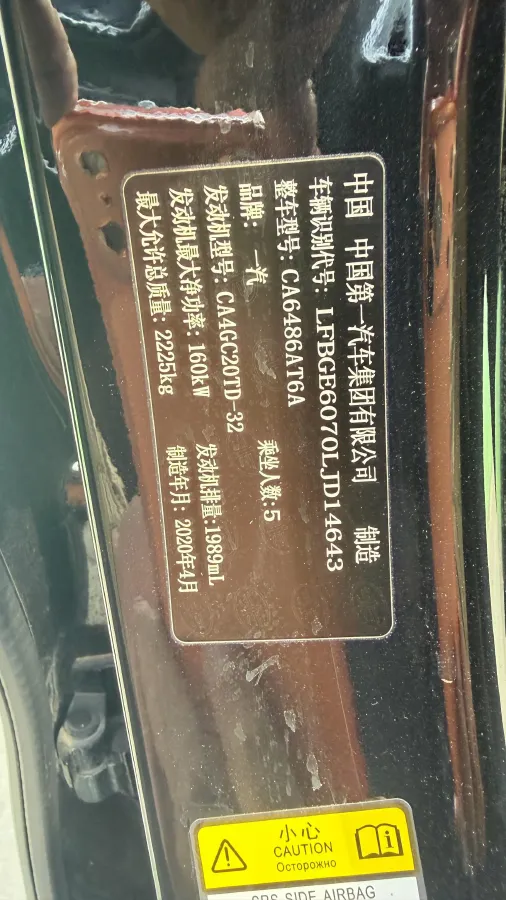 中国 中国第一汽车集团有限公司 制造
车辆识别代号: LFBGE6070LJD14643
整车型号: CA6486AT6A
品牌: 一汽 乘坐人数:5
发动机型号: CA4GC20TD-32
发动机最大净功率: 160kW 发动机排量:1989mL
最大允许总质量: 2225kg 制造年月: 2020年4月
小心
CAUTION
Осторожно
SRS SIDE AIRBAG